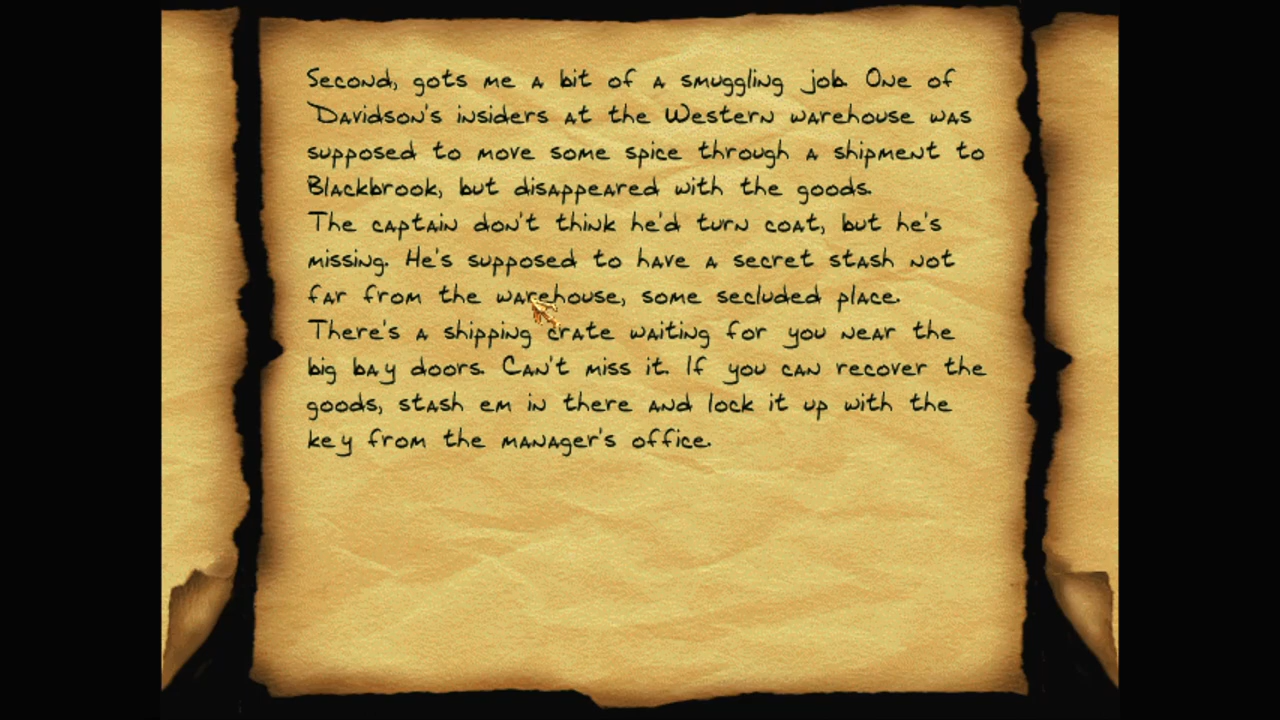 Second, gots me a bit of a smuggling job. One of
Davidson's insiders at the Western warehouse was
supposed to move some spice through a shipment to
Blackbrook, but disappeared with the goods.
The captain don't think he'd turn coat, but he's
missing. He's supposed to have a secret stash not
far from the warehouse, some secluded place.
There's a shipping crate waiting for you near the
big bay doors. Can't miss it. If you can recover the
goods, stash em in there and lock it up with the
key from the manager's office.